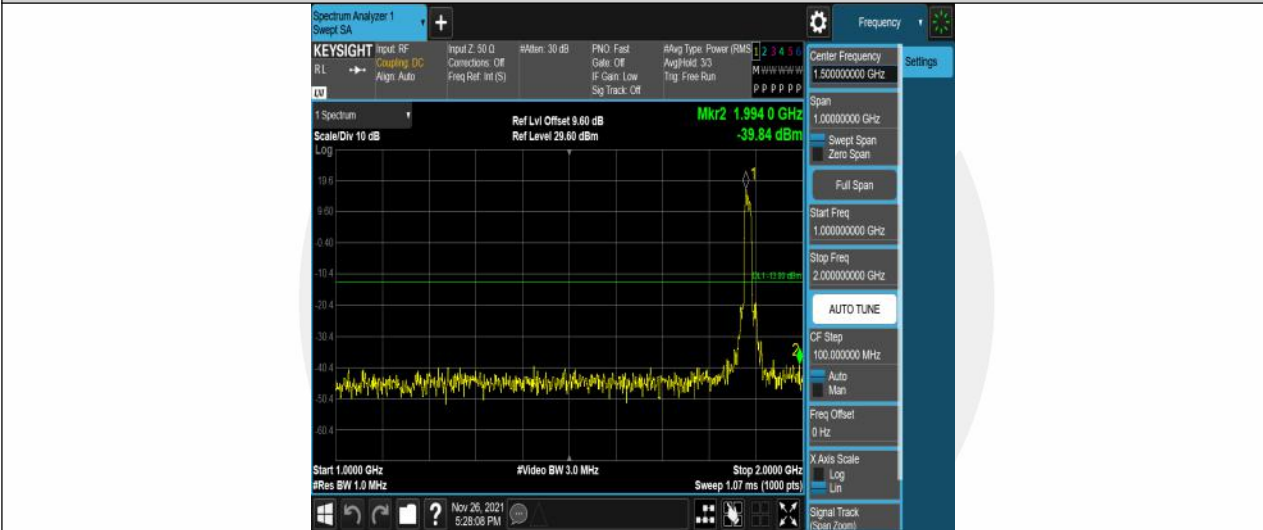 Spectrum Analyzer 1
Swept SA
+
Frequency
KEYSIGHT
RL
LV
Input: RF
Coupling: DC
Align: Auto
Input Z: 50 Ω
Corrections: Off
Freq Ref: Int (S)
#Atten: 30 dB
PNO: Fast
Gate: Off
IF Gain: Low
Sig Track: Off
#Avg Type: Power (RMS
Avg|Hold: 3/3
Trig: Free Run
1 2 3 4 5 6
M W W W W W
P P P P P P
1 Spectrum
Scale/Div 10 dB
Log
Ref Lvl Offset 9.60 dB
Ref Level 29.60 dBm
Mkr2 1.994 0 GHz
-39.84 dBm
19.6
9.60
-0.40
-10.4
-20.4
-30.4
-40.4
-50.4
-60.4
1
DL1 -13.00 dBm
2
Start 1.0000 GHz
#Res BW 1.0 MHz
#Video BW 3.0 MHz
Stop 2.0000 GHz
Sweep 1.07 ms (1000 pts)
?
Nov 26, 2021
5:28:08 PM
Center Frequency
1.500000000 GHz
Settings
Span
1.00000000 GHz
Swept Span
Zero Span
Full Span
Start Freq
1.000000000 GHz
Stop Freq
2.000000000 GHz
AUTO TUNE
CF Step
100.000000 MHz
Auto
Man
Freq Offset
0 Hz
X Axis Scale
Log
Lin
Signal Track
(Span Zoom)